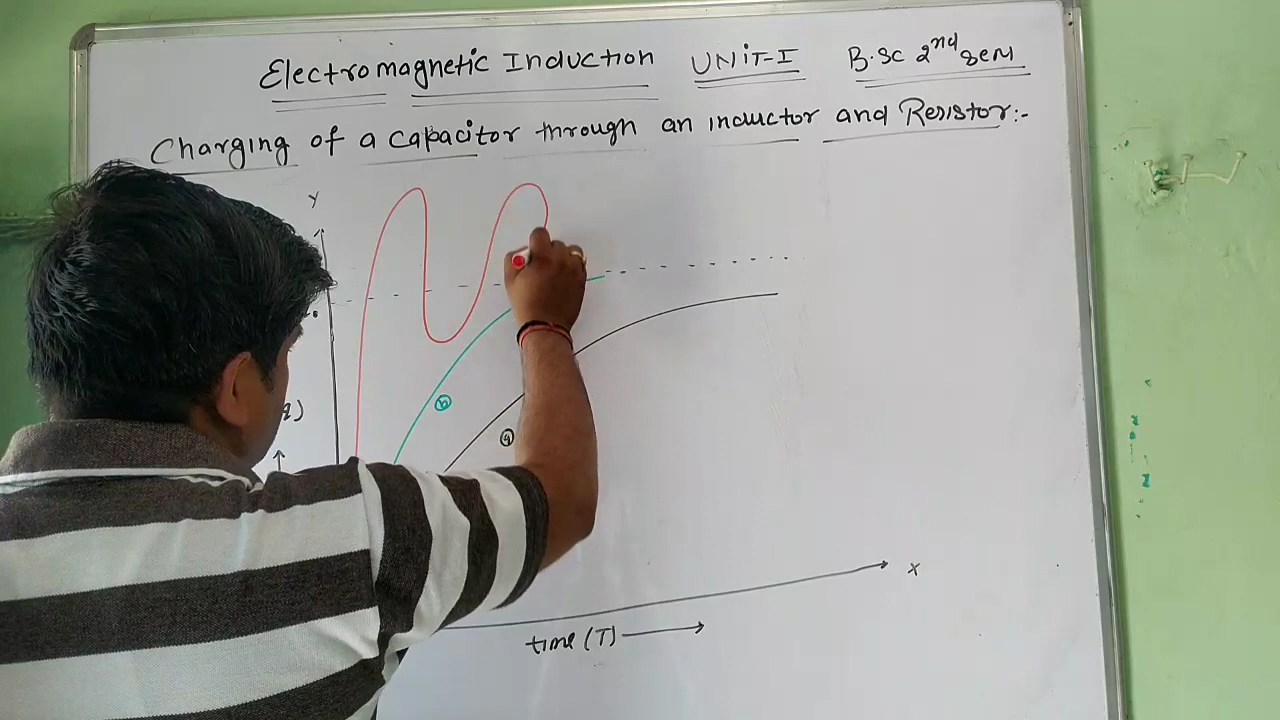 Electromagnetic Induction UNIT-I B.Sc 2nd sem
Charging of a capacitor through an inductor and Resistor:-
Y
b
a
X
time (T)